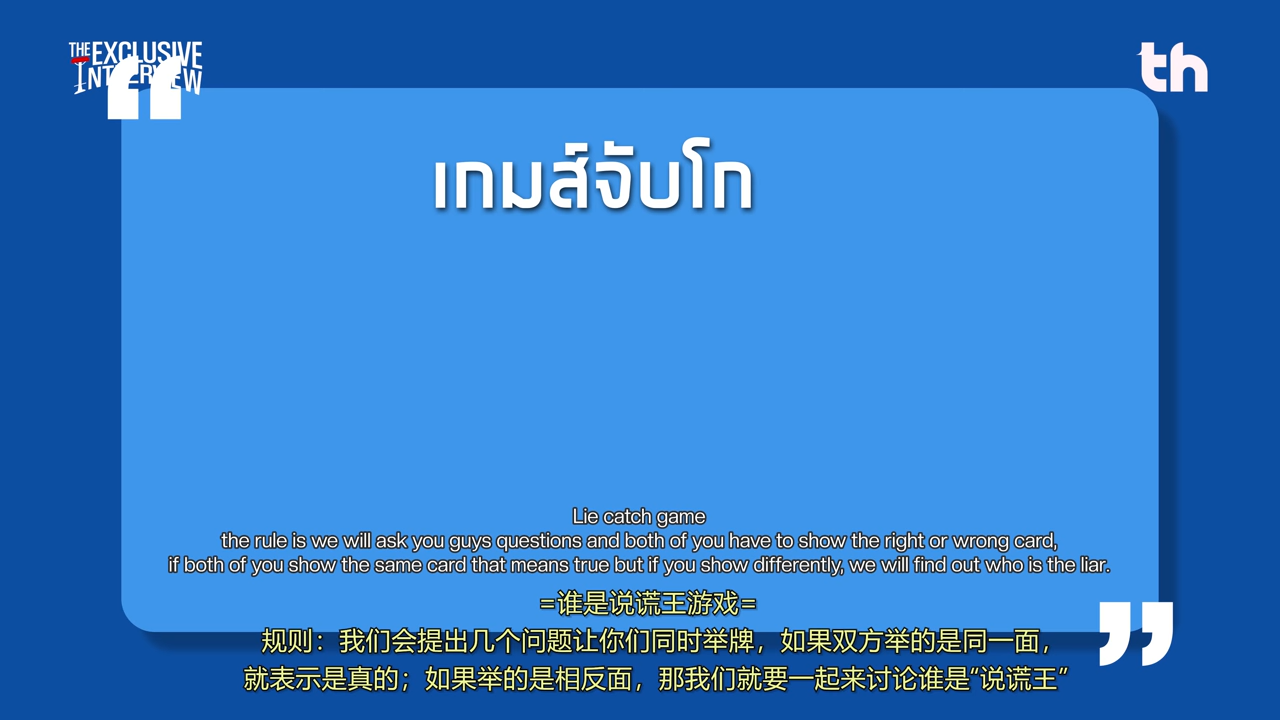 THE EXCLUSIVE
INTERVIEW
th
“
เกมส์จับโก
Lie catch game
the rule is we will ask you guys questions and both of you have to show the right or wrong card,
if both of you show the same card that means true but if you show differently, we will find out who is the liar.
=谁是说谎王游戏=
规则：我们会提出几个问题让你们同时举牌，如果双方举的是同一面，
就表示是真的；如果举的是相反面，那我们就要一起来讨论谁是“说谎王”
”